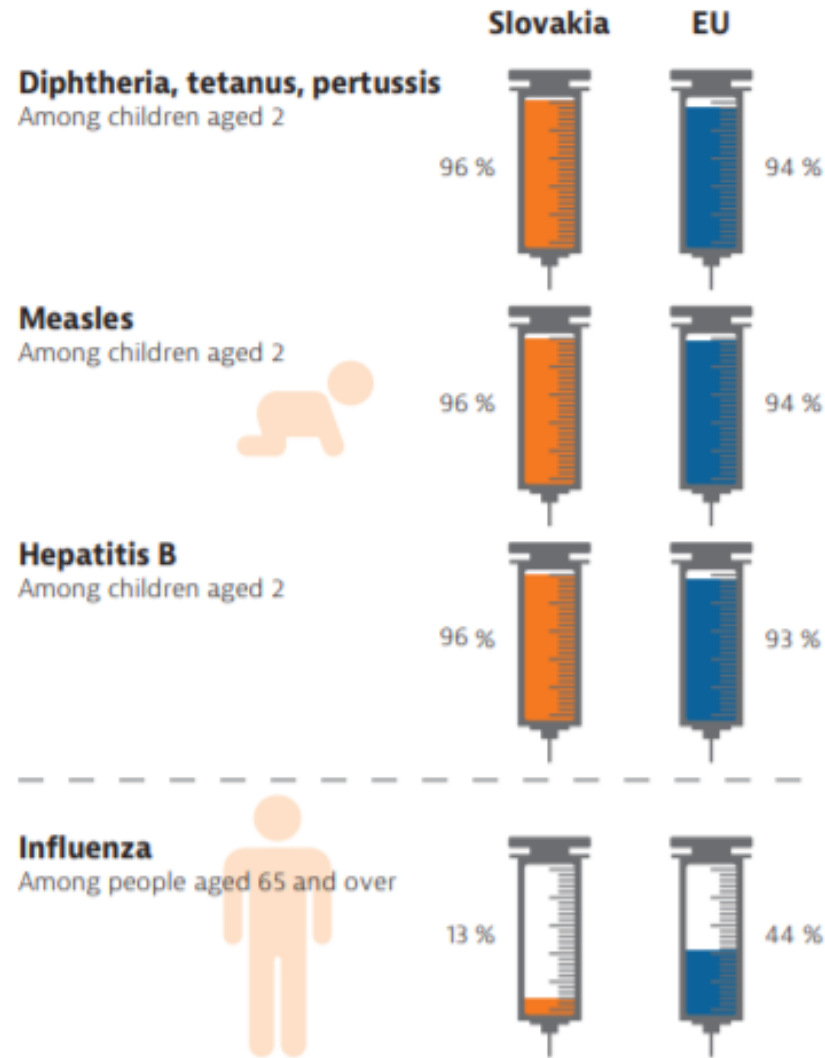 Slovakia EU
Diphtheria, tetanus, pertussis
Among children aged 2
96 % 94 %
Measles
Among children aged 2
96 % 94 %
Hepatitis B
Among children aged 2
96 % 93 %
Influenza
Among people aged 65 and over
13 % 44 %